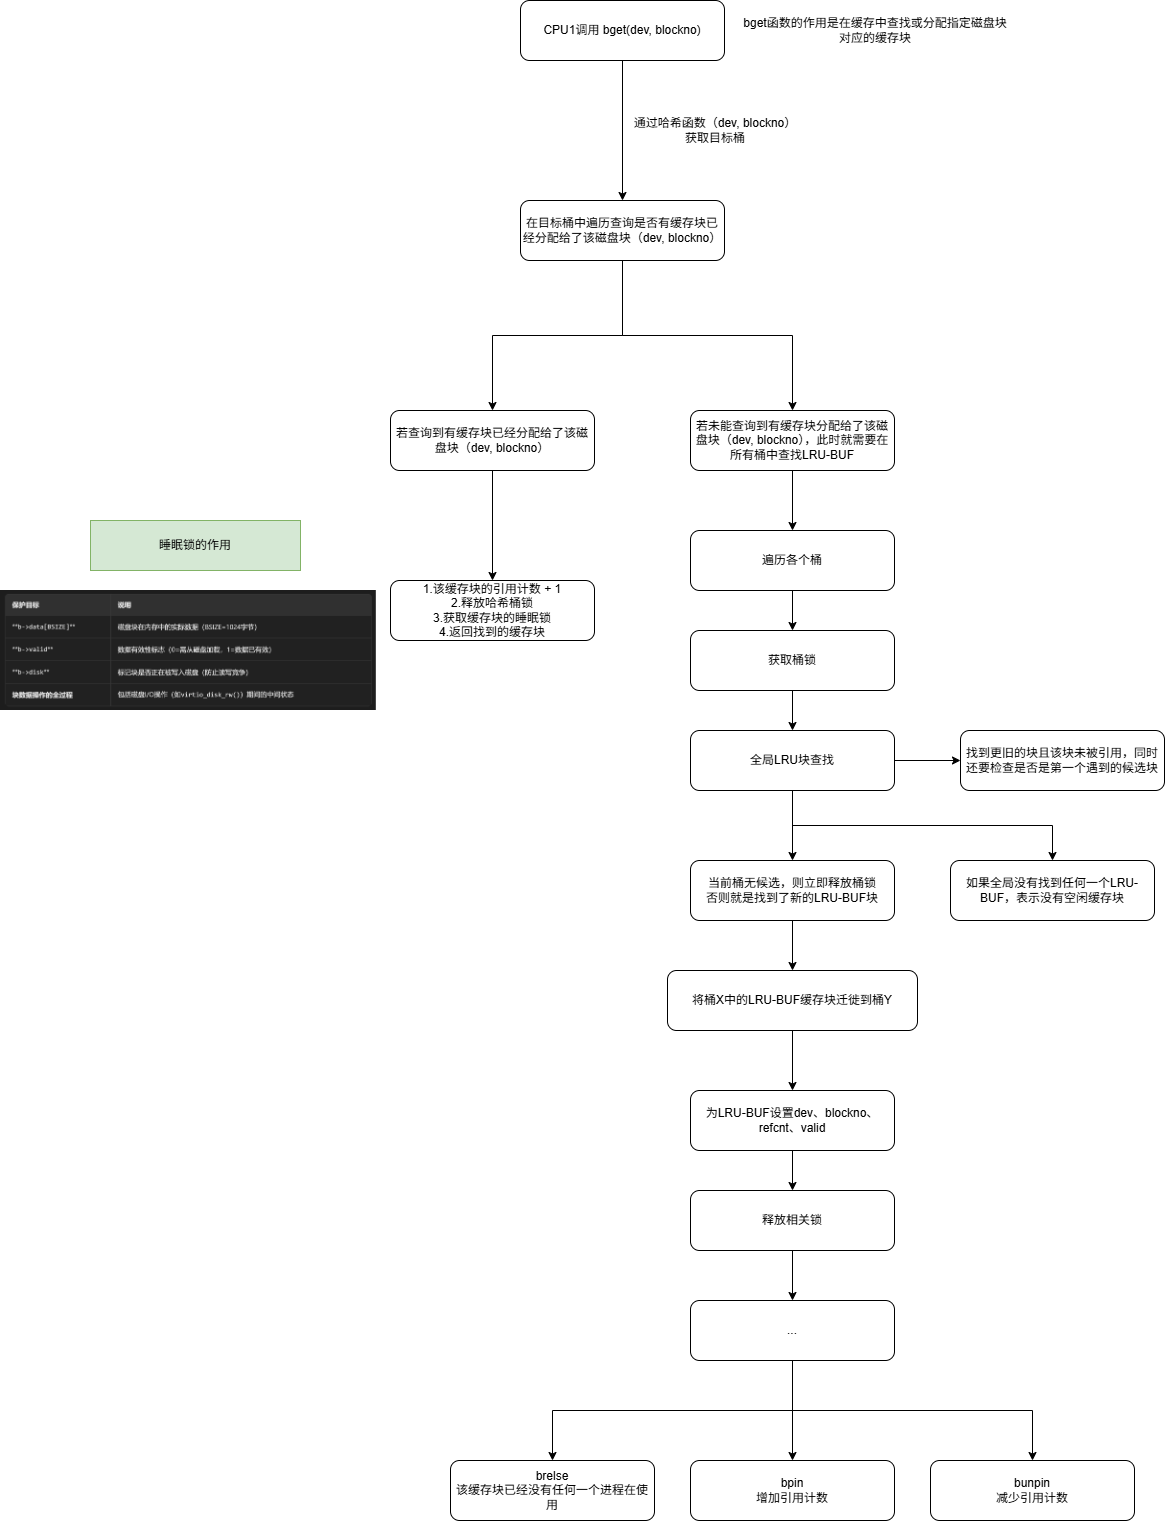 CPU1调用 bget(dev, blockno)
bget函数的作用是在缓存中查找或分配指定磁盘块
对应的缓存块
通过哈希函数（dev, blockno）
获取目标桶
在目标桶中遍历查询是否有缓存块已
经分配给了该磁盘块（dev, blockno）
若查询到有缓存块已经分配给了该磁
盘块（dev, blockno）
若未能查询到有缓存块分配给了该磁
盘块（dev, blockno），此时就需要在
所有桶中查找LRU-BUF
睡眠锁的作用
保护目标 说明
**b->data[BSIZE]** 磁盘块在内存中的实际数据（BSIZE=1024字节）
**b->valid** 数据有效性标志（0=需从磁盘加载，1=数据已有效）
**b->disk** 标记块是否正在被写入磁盘（防止读写竞争）
块数据操作的全过程 包括磁盘I/O操作（如virtio_disk_rw()）期间的中间状态
1.该缓存块的引用计数 + 1
2.释放哈希桶锁
3.获取缓存块的睡眠锁
4.返回找到的缓存块
遍历各个桶
获取桶锁
全局LRU块查找
找到更旧的块且该块未被引用，同时
还要检查是否是第一个遇到的候选块
当前桶无候选，则立即释放桶锁
否则就是找到了新的LRU-BUF块
如果全局没有找到任何一个LRU-
BUF，表示没有空闲缓存块
将桶X中的LRU-BUF缓存块迁徙到桶Y
为LRU-BUF设置dev、blockno、
refcnt、valid
释放相关锁
...
brelse
该缓存块已经没有任何一个进程在使
用
bpin
增加引用计数
bunpin
减少引用计数